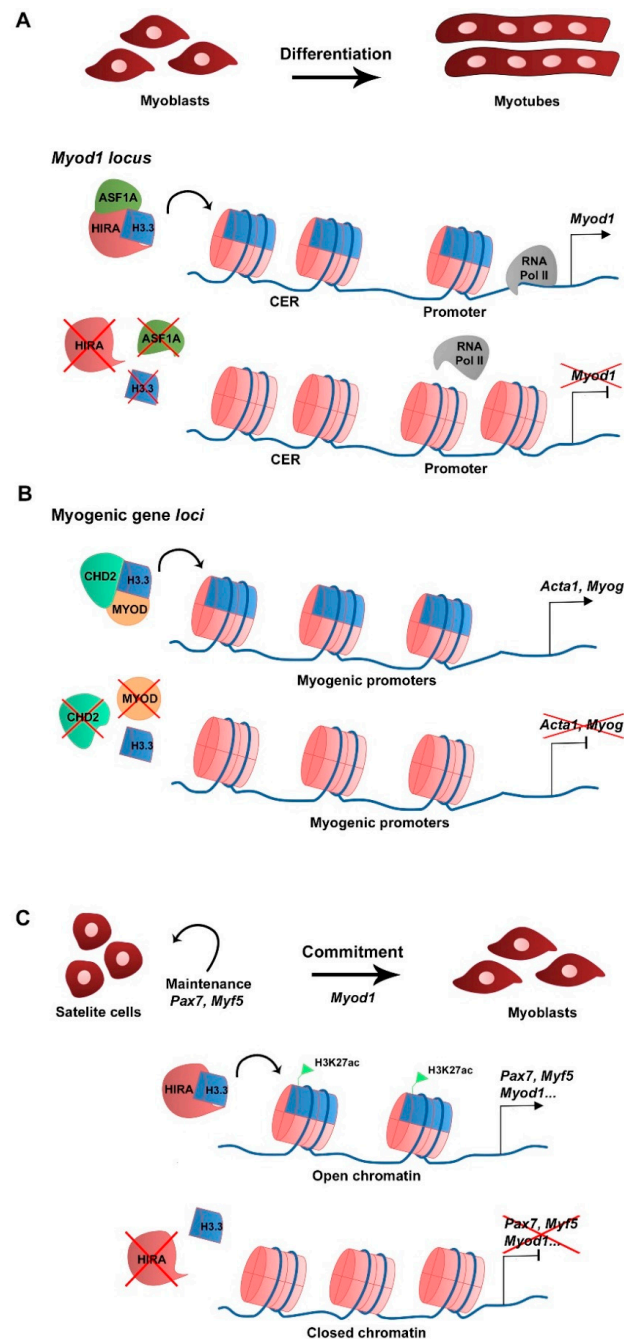 A
Differentiation
Myoblasts
Myotubes
Myod1 locus
ASF1A
HIRA
H3.3
Myod1
RNA
Pol II
CER
Promoter
HIRA
ASF1A
H3.3
RNA
Pol II
Myod1
CER
Promoter
B
Myogenic gene loci
CHD2
H3.3
MYOD
Acta1, Myog
Myogenic promoters
MYOD
CHD2
H3.3
Acta1, Myog
Myogenic promoters
C
Commitment
Maintenance
Pax7, Myf5
Myod1
Satelite cells
Myoblasts
HIRA
H3.3
H3K27ac
H3K27ac
Pax7, Myf5
Myod1...
Open chromatin
H3.3
HIRA
Pax7, Myf5
Myod1...
Closed chromatin